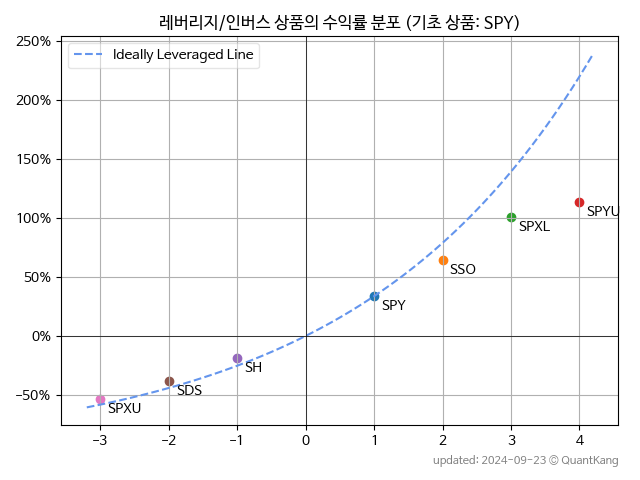 레버리지/인버스 상품의 수익률 분포 (기초 상품: SPY)
250%
Ideally Leveraged Line
200%
150%
SPYU
100%
SPXL
50%
SSO
SPY
0%
SH
SDS
−50%
SPXU
−3 −2 −1 0 1 2 3 4
updated: 2024-09-23 © QuantKang